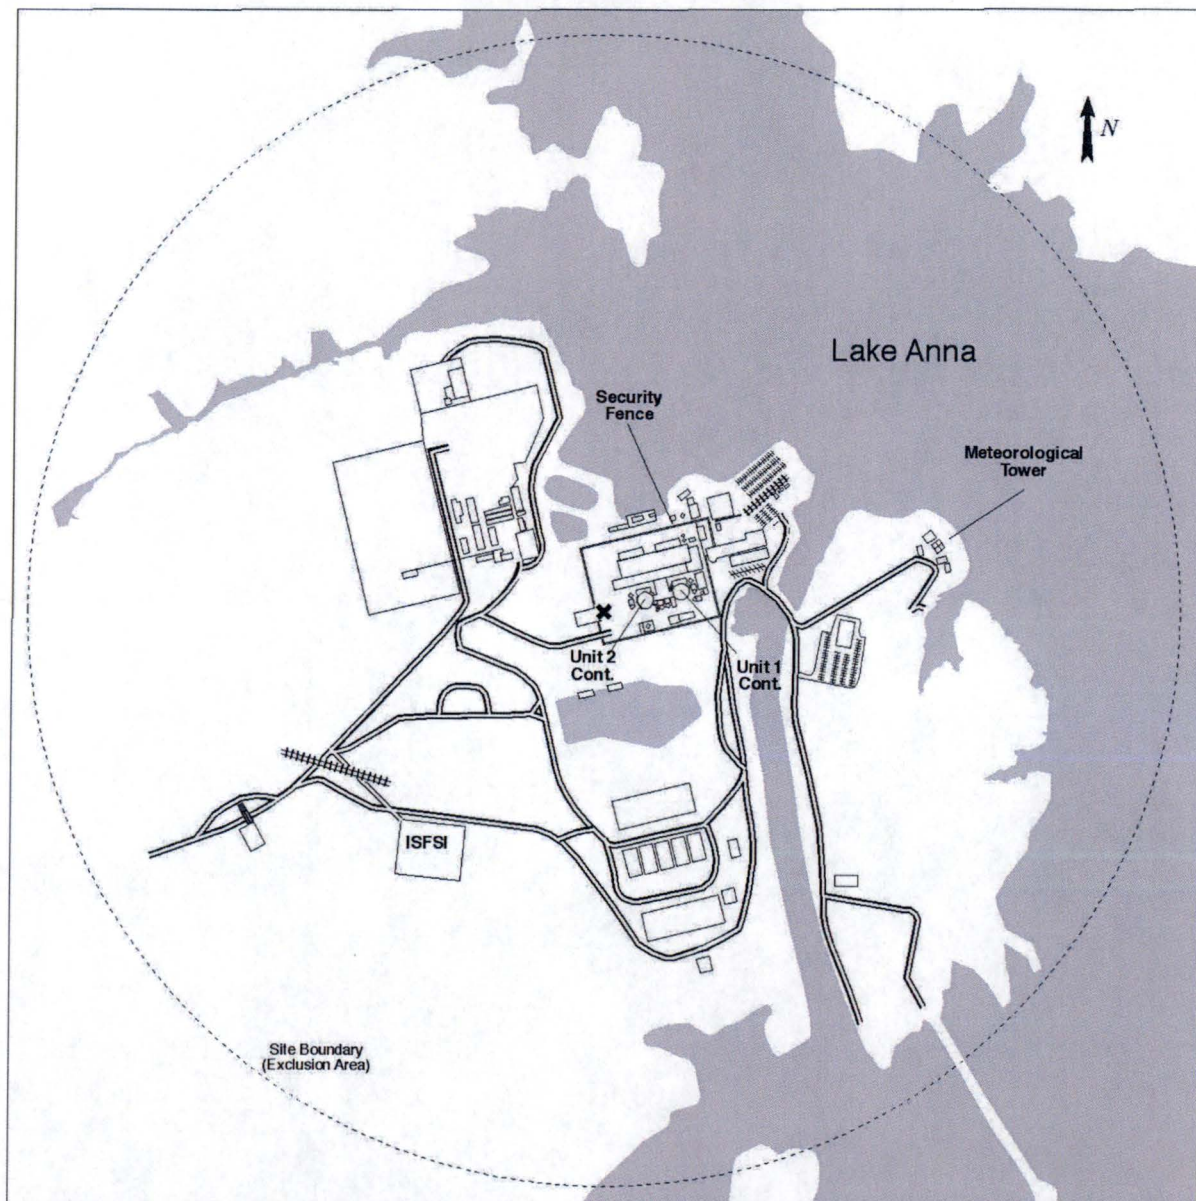 N
Lake Anna
Security
Fence
Meteorological
Tower
Unit 2
Cont.
Unit 1
Cont.
ISFSI
Site Boundary
(Exclusion Area)